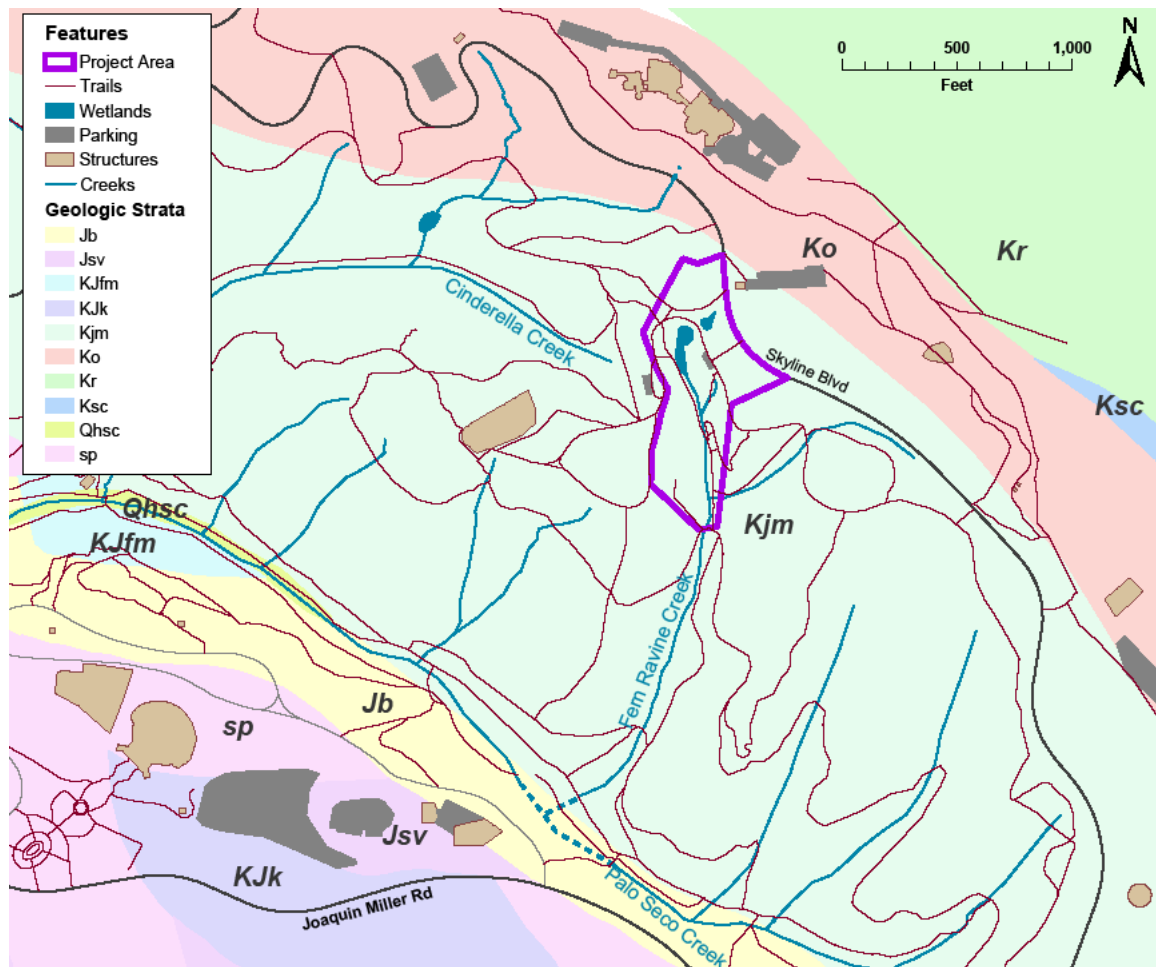 Features
Project Area
Trails
Wetlands
Parking
Structures
Creeks
Geologic Strata
Jb
Jsv
KJfm
KJk
Kjm
Ko
Kr
Ksc
Qhsc
sp
0 500 1,000
Feet
N
Ko
Kr
Cinderella Creek
Skyline Blvd
Ksc
Qhsc
KJfm
Kjm
Fern Ravine Creek
Jb
sp
Jsv
KJk
Joaquin Miller Rd
Palo Seco Creek